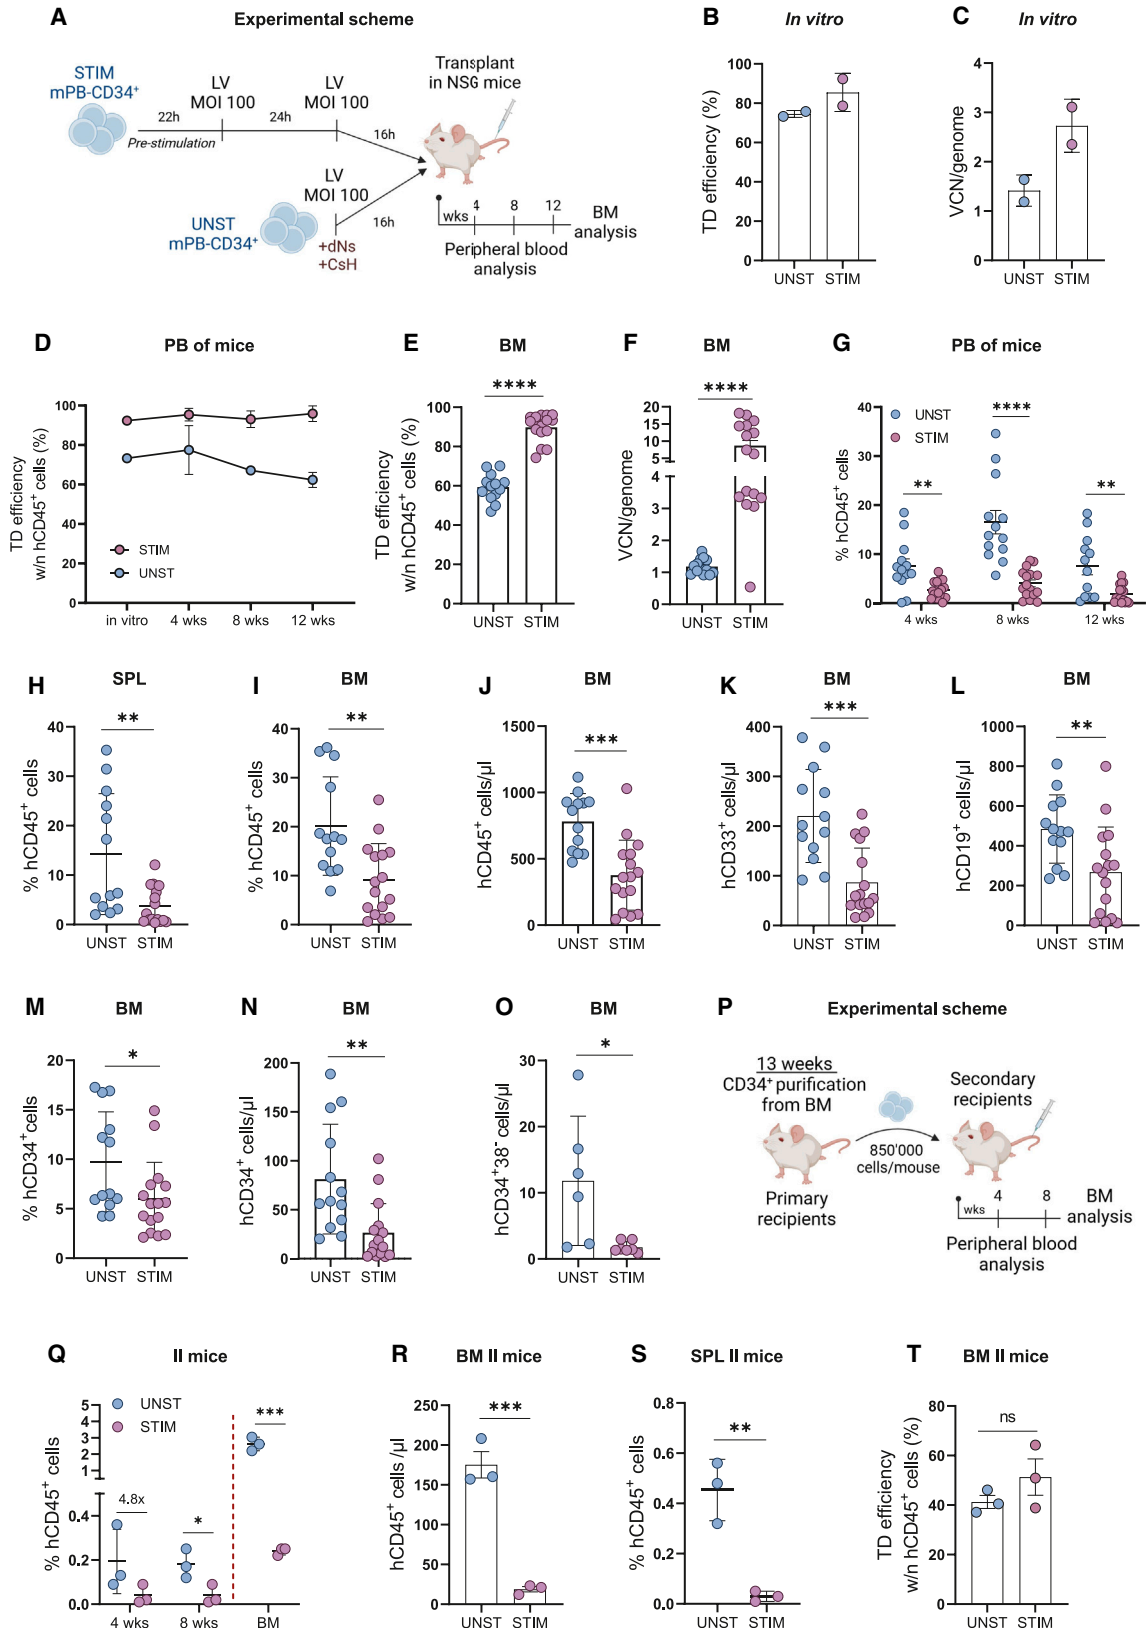 A
Experimental scheme
STIM
mPB-CD34⁺
22h
Pre-stimulation
LV
MOI 100
24h
LV
MOI 100
16h
Transplant
in NSG mice
UNST
mPB-CD34⁺
LV
MOI 100
+dNs
+CsH
16h
wks
4
8
12
BM
analysis
Peripheral blood
analysis
B
In vitro
TD efficiency (%)
100
80
60
40
20
0
UNST STIM
C
In vitro
VCN/genome
4
3
2
1
0
UNST STIM
D
PB of mice
TD efficiency
w/n hCD45⁺ cells (%)
100
80
60
40
20
0
STIM
UNST
in vitro 4 wks 8 wks 12 wks
E
BM
****
TD efficiency
w/n hCD45⁺ cells (%)
100
80
60
40
20
0
UNST STIM
F
BM
****
VCN/genome
20
15
10
5
4
3
2
1
0
UNST STIM
G
PB of mice
% hCD45⁺ cells
40
30
20
10
0
UNST
STIM
**
****
**
4 wks 8 wks 12 wks
H
SPL
**
% hCD45⁺ cells
40
30
20
10
0
UNST STIM
I
BM
**
% hCD45⁺ cells
40
30
20
10
0
UNST STIM
J
BM
***
hCD45⁺ cells/µl
1500
1000
500
0
UNST STIM
K
BM
***
hCD33⁺ cells/µl
400
300
200
100
0
UNST STIM
L
BM
**
hCD19⁺ cells/µl
1000
800
600
400
200
0
UNST STIM
M
BM
*
% hCD34⁺cells
20
15
10
5
0
UNST STIM
N
BM
**
hCD34⁺ cells/µl
200
150
100
50
0
UNST STIM
O
BM
*
hCD34⁺38⁻ cells/µl
30
20
10
0
UNST STIM
P
Experimental scheme
13 weeks
CD34⁺ purification
from BM
850'000
cells/mouse
Secondary
recipients
Primary
recipients
wks
4
8
BM
analysis
Peripheral blood
analysis
Q
II mice
% hCD45⁺ cells
5
4
3
2
1
0.4
0.2
0.0
UNST
STIM
4.8x
*
***
4 wks 8 wks BM
R
BM II mice
***
hCD45⁺ cells /µl
250
200
150
100
50
0
UNST STIM
S
SPL II mice
**
% hCD45⁺ cells
0.8
0.6
0.4
0.2
0.0
UNST STIM
T
BM II mice
ns
TD efficiency
w/n hCD45⁺ cells (%)
80
60
40
20
0
UNST STIM